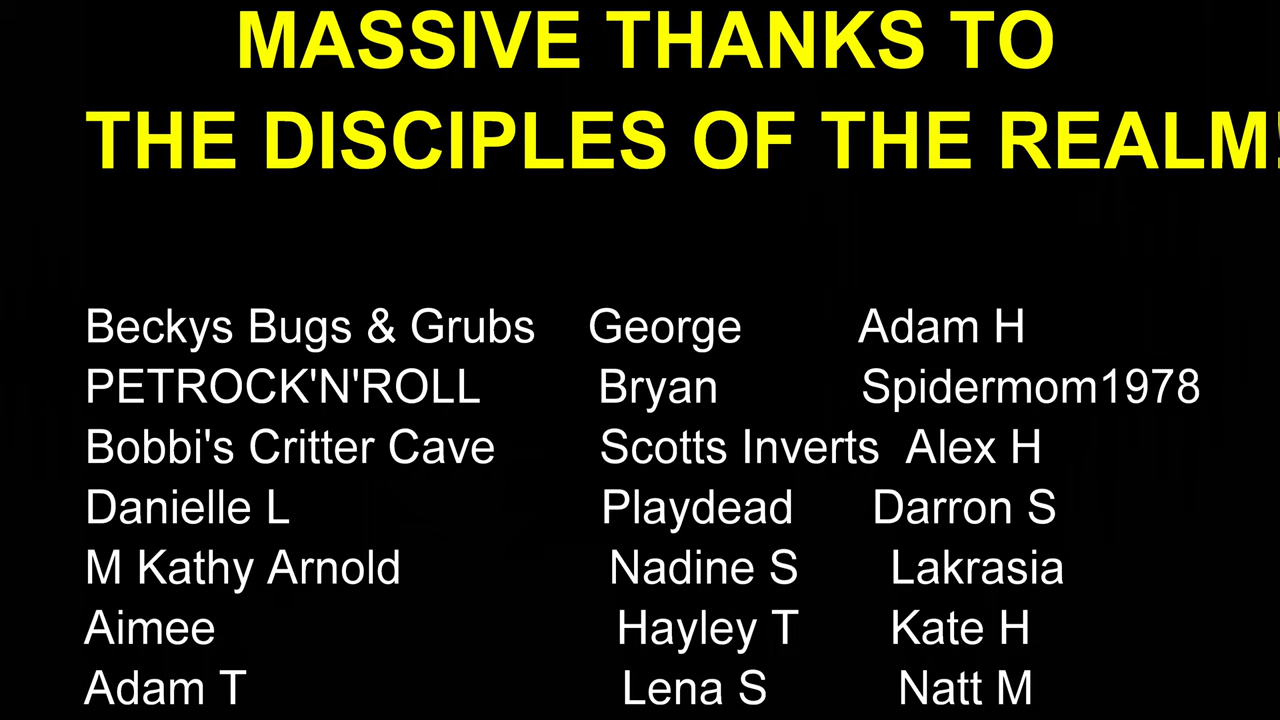 MASSIVE THANKS TO
THE DISCIPLES OF THE REALM!
Beckys Bugs & Grubs George Adam H
PETROCK'N'ROLL Bryan Spidermom1978
Bobbi's Critter Cave Scotts Inverts Alex H
Danielle L Playdead Darron S
M Kathy Arnold Nadine S Lakrasia
Aimee Hayley T Kate H
Adam T Lena S Natt M